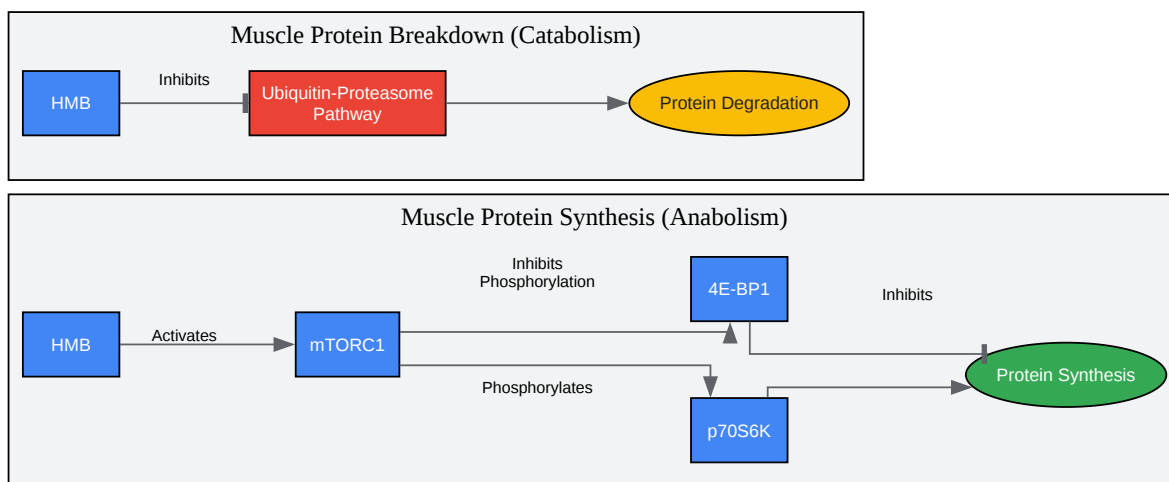 Muscle Protein Breakdown (Catabolism)
HMB
Inhibits
Ubiquitin-Proteasome
Pathway
Protein Degradation
Muscle Protein Synthesis (Anabolism)
HMB
Activates
mTORC1
Inhibits
Phosphorylation
Phosphorylates
4E-BP1
p70S6K
Inhibits
Protein Synthesis